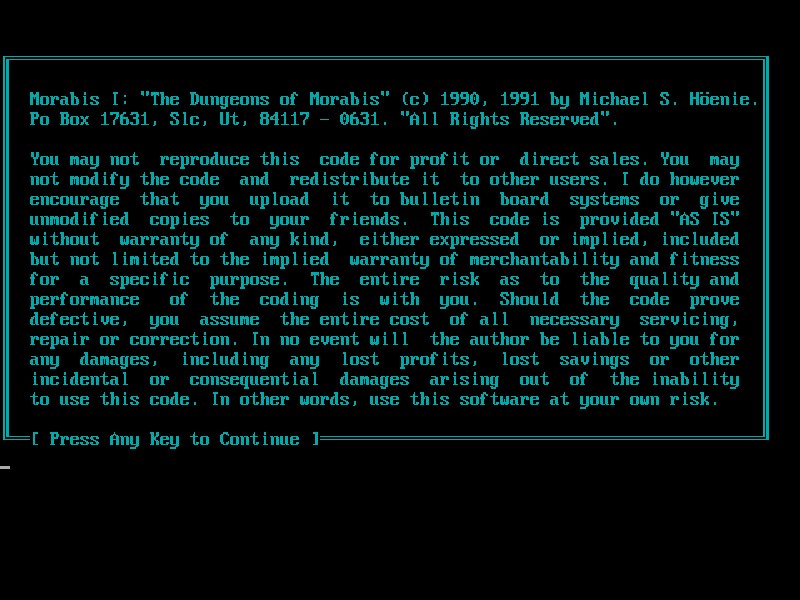 Morabis I: "The Dungeons of Morabis" (c) 1990, 1991 by Michael S. Höenie.
Po Box 17631, Slc, Ut, 84117 - 0631. "All Rights Reserved".
You may not  reproduce this  code for profit or  direct sales. You  may
not modify the code  and  redistribute it  to other users. I do however
encourage  that  you  upload  it  to bulletin  board  systems  or  give
unmodified  copies  to  your  friends.  This  code is  provided "AS IS"
without  warranty of  any kind,  either expressed  or implied, included
but not limited to the implied  warranty of merchantability and fitness
for  a  specific  purpose.  The  entire  risk  as  to  the  quality and
performance   of  the  coding  is  with  you.  Should  the  code  prove
defective,  you  assume  the entire cost  of all  necessary  servicing,
repair or correction. In no event will  the author be liable to you for
any  damages,  including  any  lost  profits,  lost  savings  or  other
incidental  or  consequential  damages  arising  out  of  the inability
to use this code. In other words, use this software at your own risk.
[ Press Any Key to Continue ]